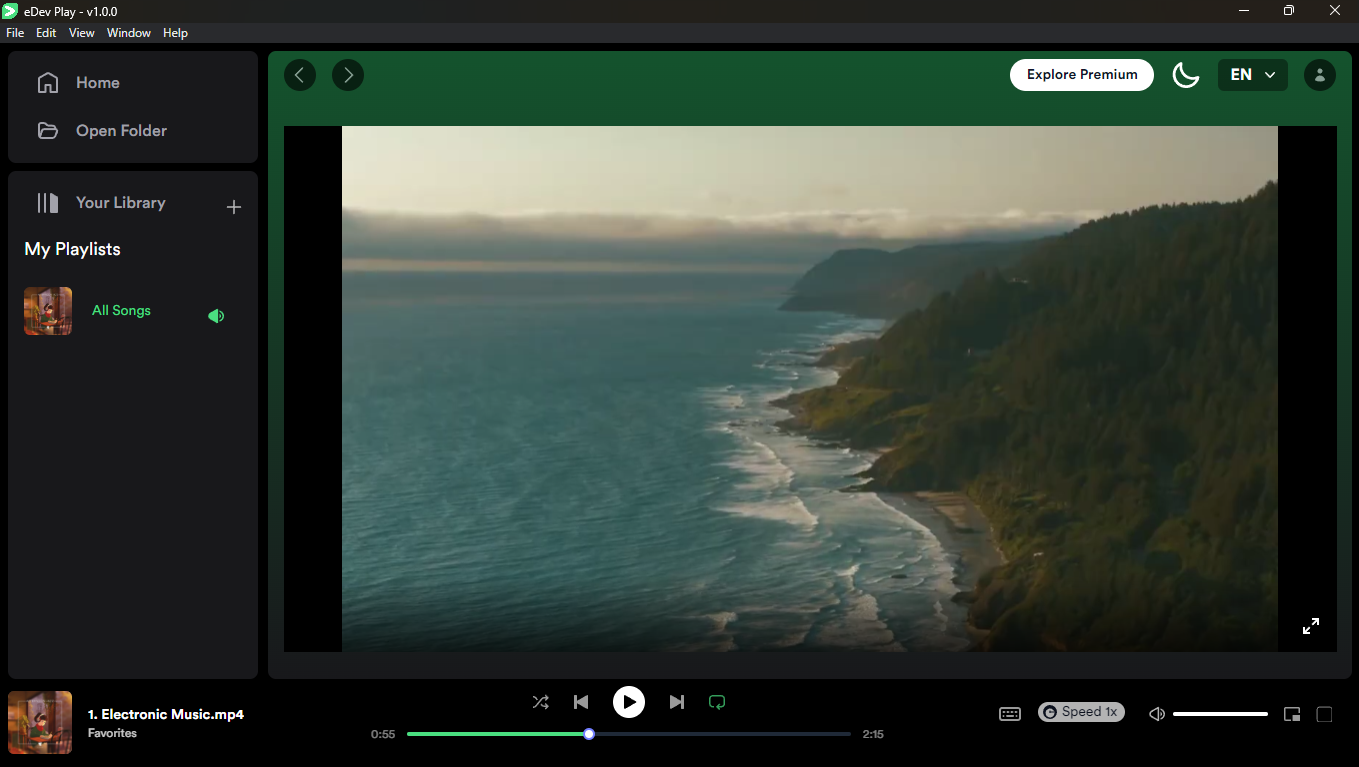 eDev Play - v1.0.0
File Edit View Window Help
Home
Open Folder
Your Library
My Playlists
All Songs
Explore Premium
EN
1. Electronic Music.mp4
Favorites
0:55
2:15
Speed 1x